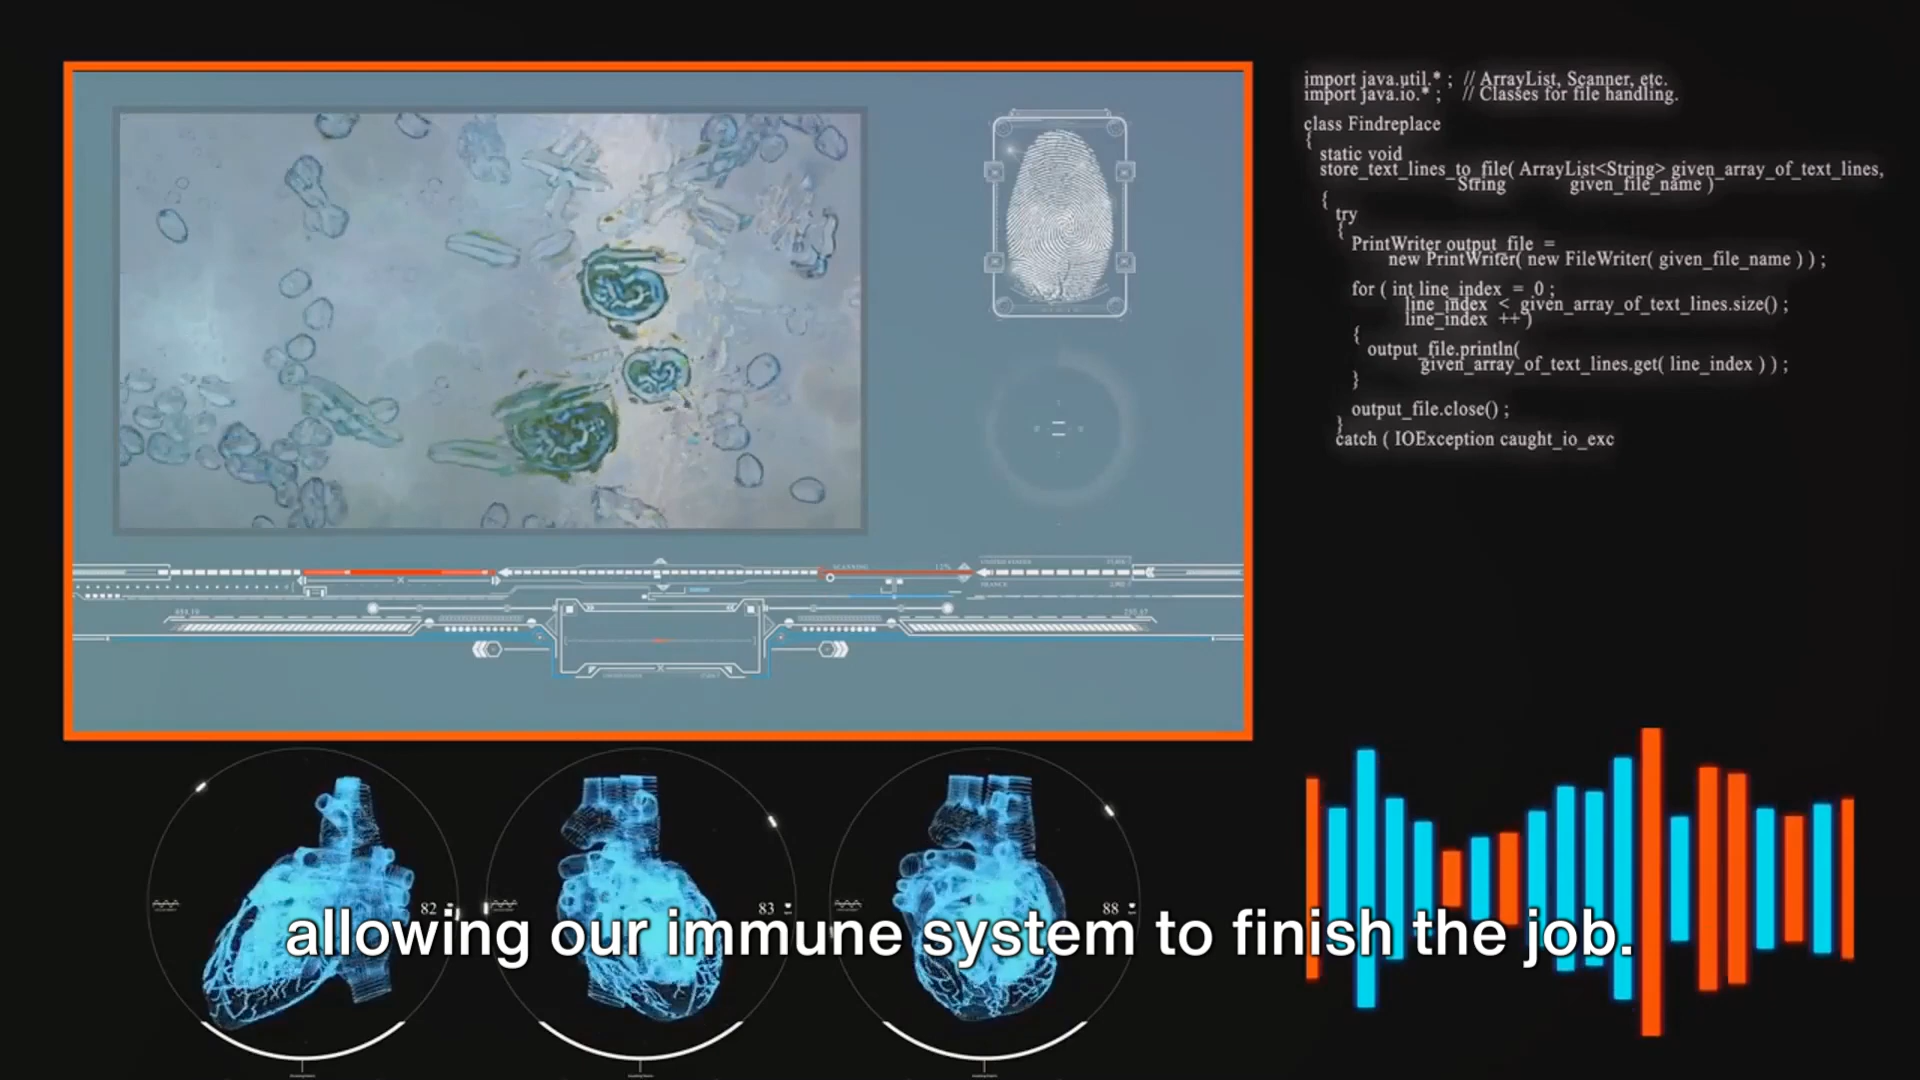 import java.util.* ; // ArrayList, Scanner, etc.
import java.io.* ; // Classes for file handling.
class Findreplace
{
static void
store_text_lines_to_file( ArrayList<String> given_array_of_text_lines,
String given_file_name )
{
try
{
PrintWriter output_file =
new PrintWriter( new FileWriter( given_file_name ) ) ;
for ( int line_index = 0 ;
line_index < given_array_of_text_lines.size() ;
line_index ++ )
{
output_file.println(
given_array_of_text_lines.get( line_index ) ) ;
}
output_file.close() ;
}
catch ( IOException caught_io_exc
SCANNING 12%
FRANCE
82
83
88
allowing our immune system to finish the job.